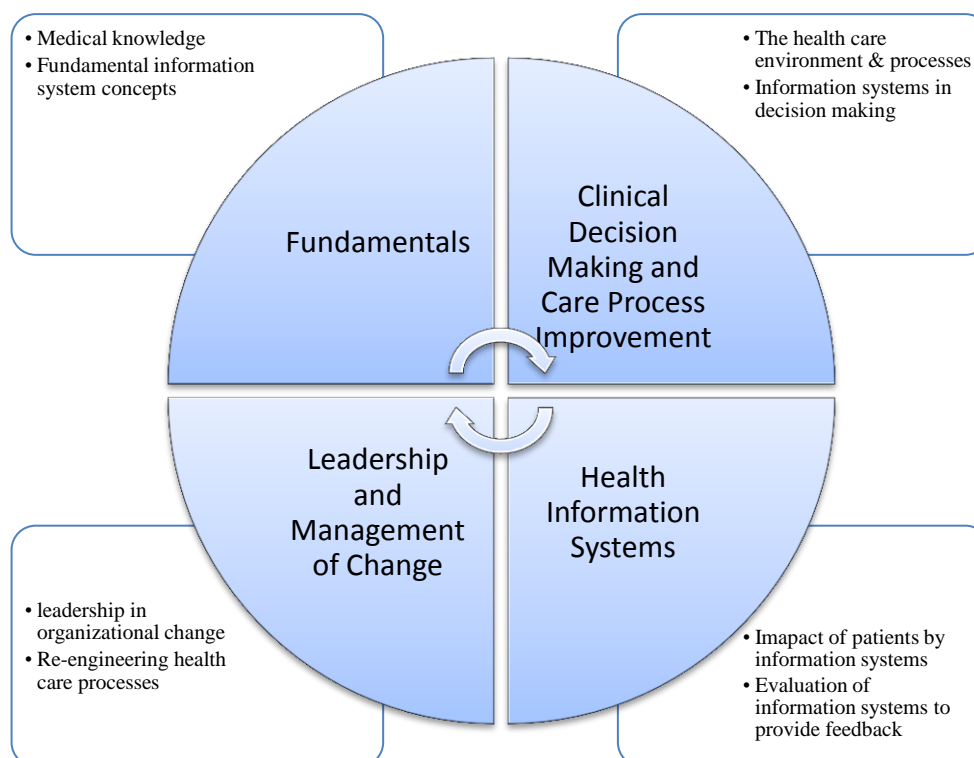 • Medical knowledge
• Fundamental information
system concepts
• The health care
environment & processes
• Information systems in
decision making
Fundamentals
Clinical
Decision
Making and
Care Process
Improvement
Leadership
and
Management
of Change
Health
Information
Systems
• leadership in
organizational change
• Re-engineering health
care processes
• Imapact of patients by
information systems
• Evaluation of
information systems to
provide feedback